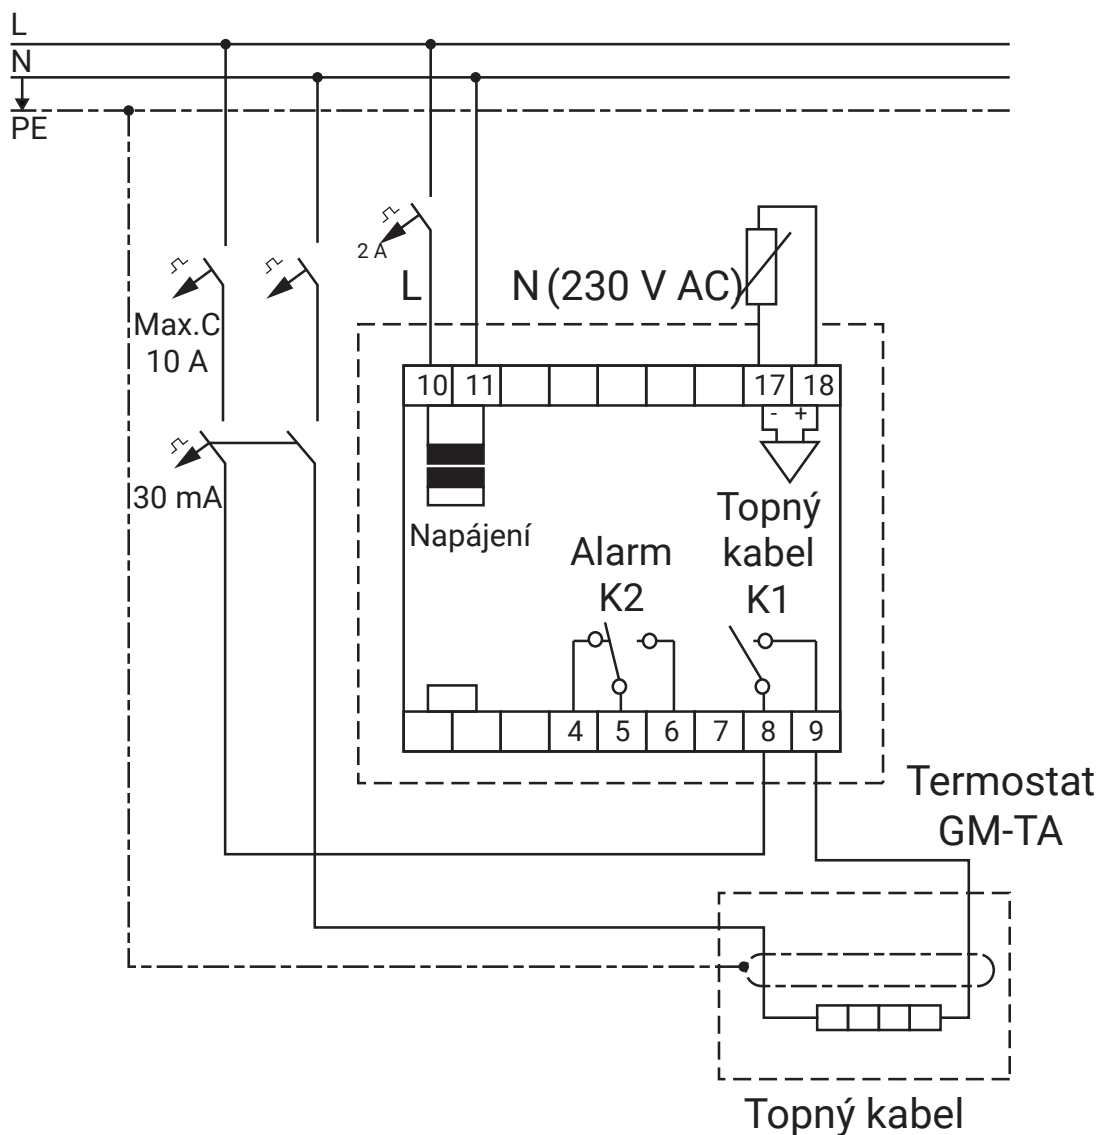 L
N
PE
2 A
L
N (230 V AC)
Max.C
10 A
30 mA
10 11 17 18
- +
Napájení
Topný
kabel
K1
Alarm
K2
4 5 6 7 8 9
Termostat
GM-TA
Topný kabel